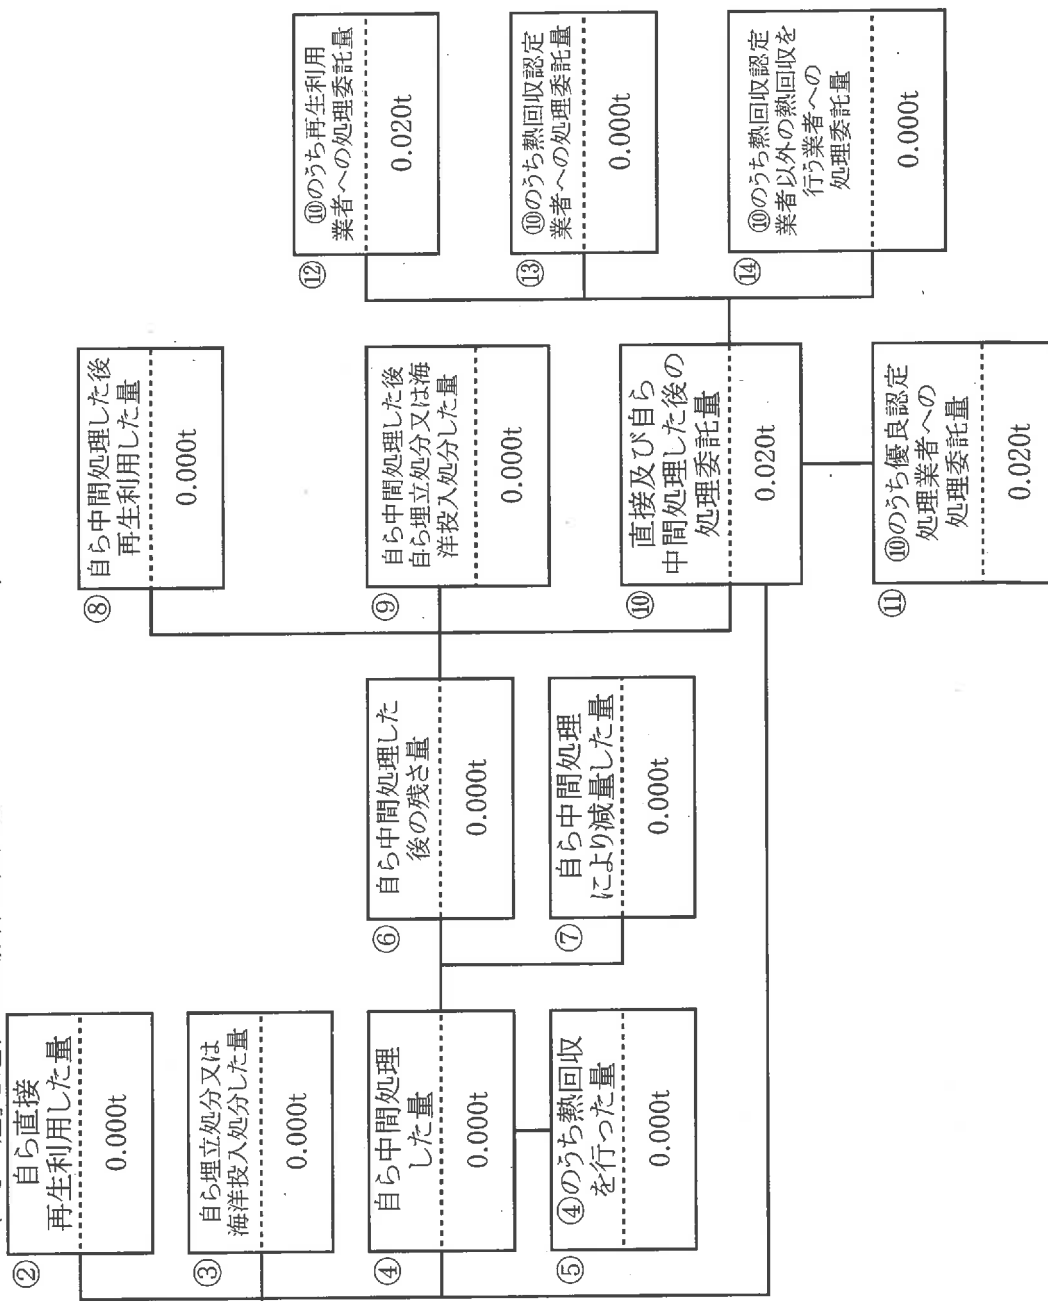 ②
自ら直接
再生利用した量
0.000t
③
自ら埋立処分又は
海洋投入処分した量
0.000t
④
自ら中間処理
した量
0.000t
⑤
④のうち熱回収
を行った量
0.000t
⑥
自ら中間処理した
後の残さ量
0.000t
⑦
自ら中間処理
により減量した量
0.000t
⑧
自ら中間処理した後
再生利用した量
0.000t
⑨
自ら中間処理した後
自ら埋立処分又は海
洋投入処分した量
0.000t
⑩
直接及び自ら
中間処理した後の
処理委託量
0.020t
⑪
⑩のうち優良認定
処理業者への
処理委託量
0.020t
⑫
⑩のうち再生利用
業者への処理委託量
0.020t
⑬
⑩のうち熱回収認定
業者への処理委託量
0.000t
⑭
⑩のうち熱回収認定
業者以外の熱回収を
行う業者への
処理委託量
0.000t